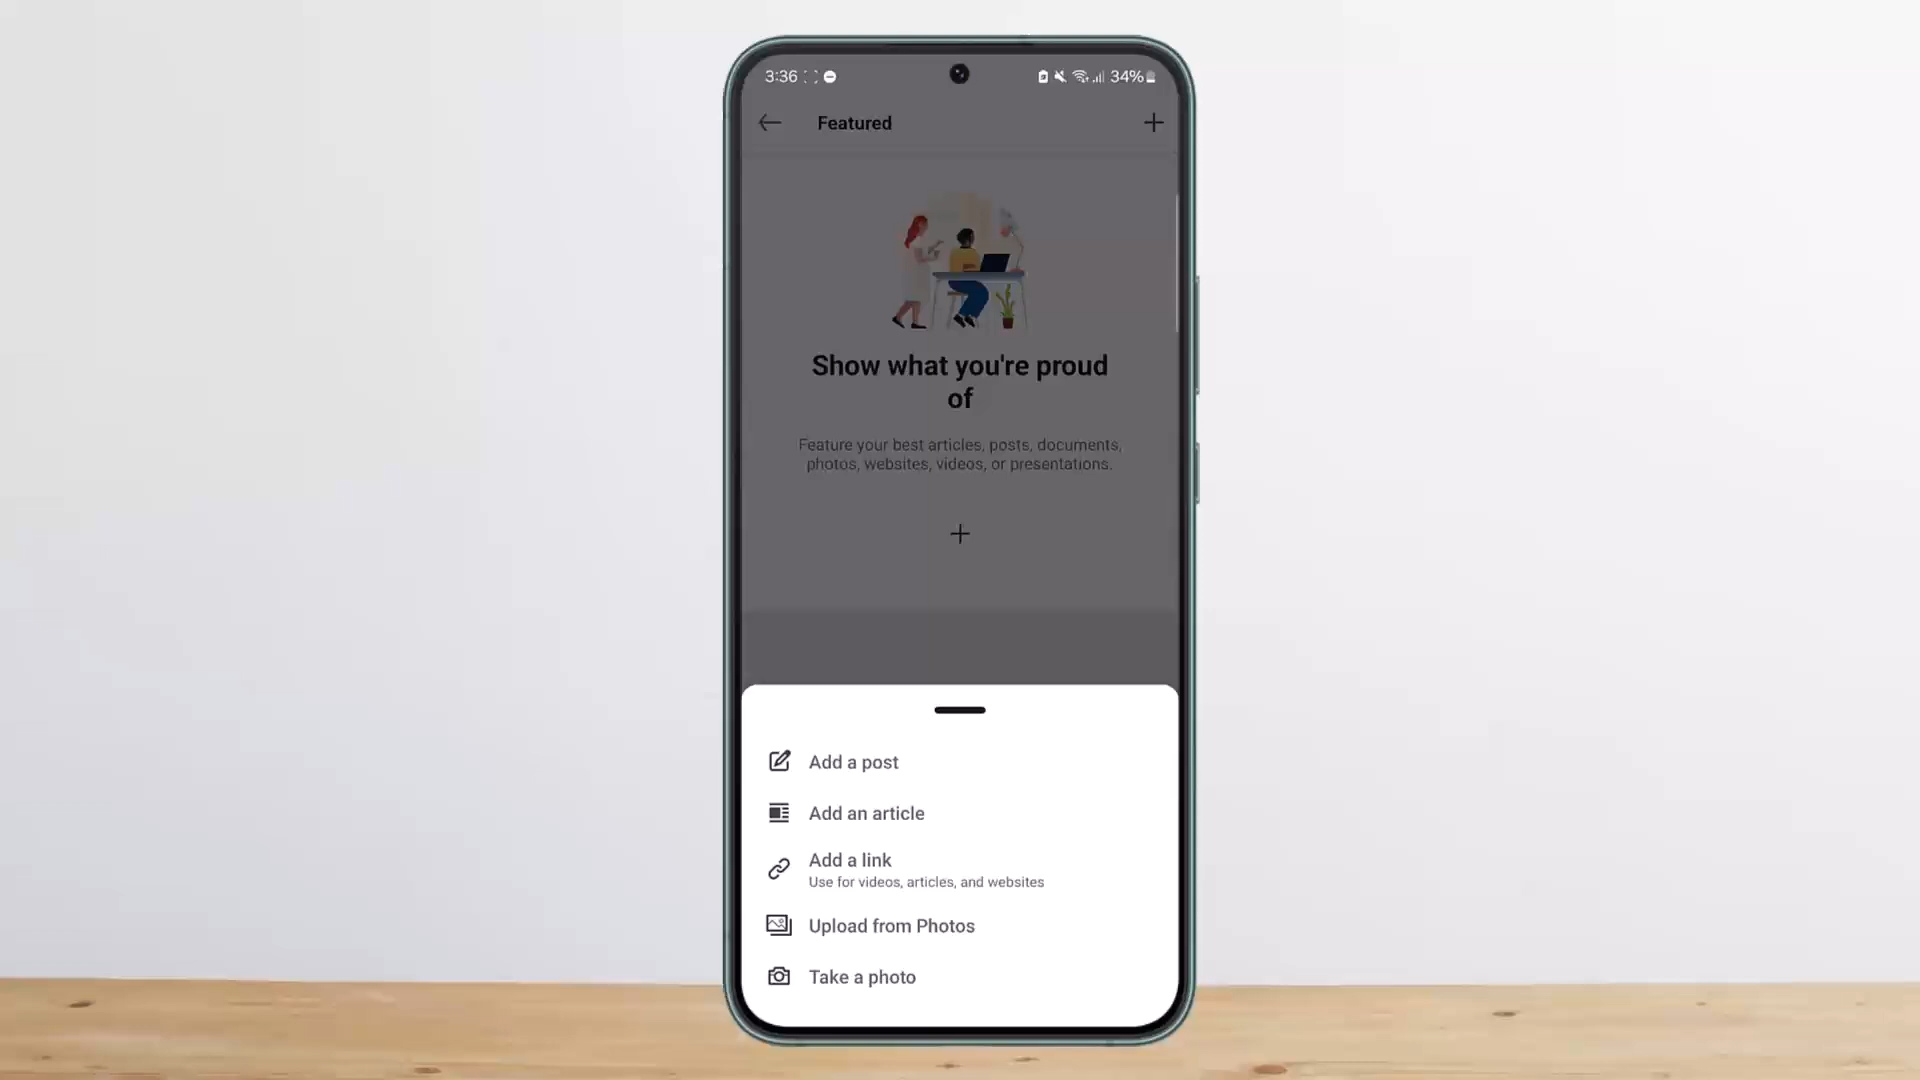 3:36
34%
Featured
Show what you're proud
of
Feature your best articles, posts, documents,
photos, websites, videos, or presentations.
Add a post
Add an article
Add a link
Use for videos, articles, and websites
Upload from Photos
Take a photo